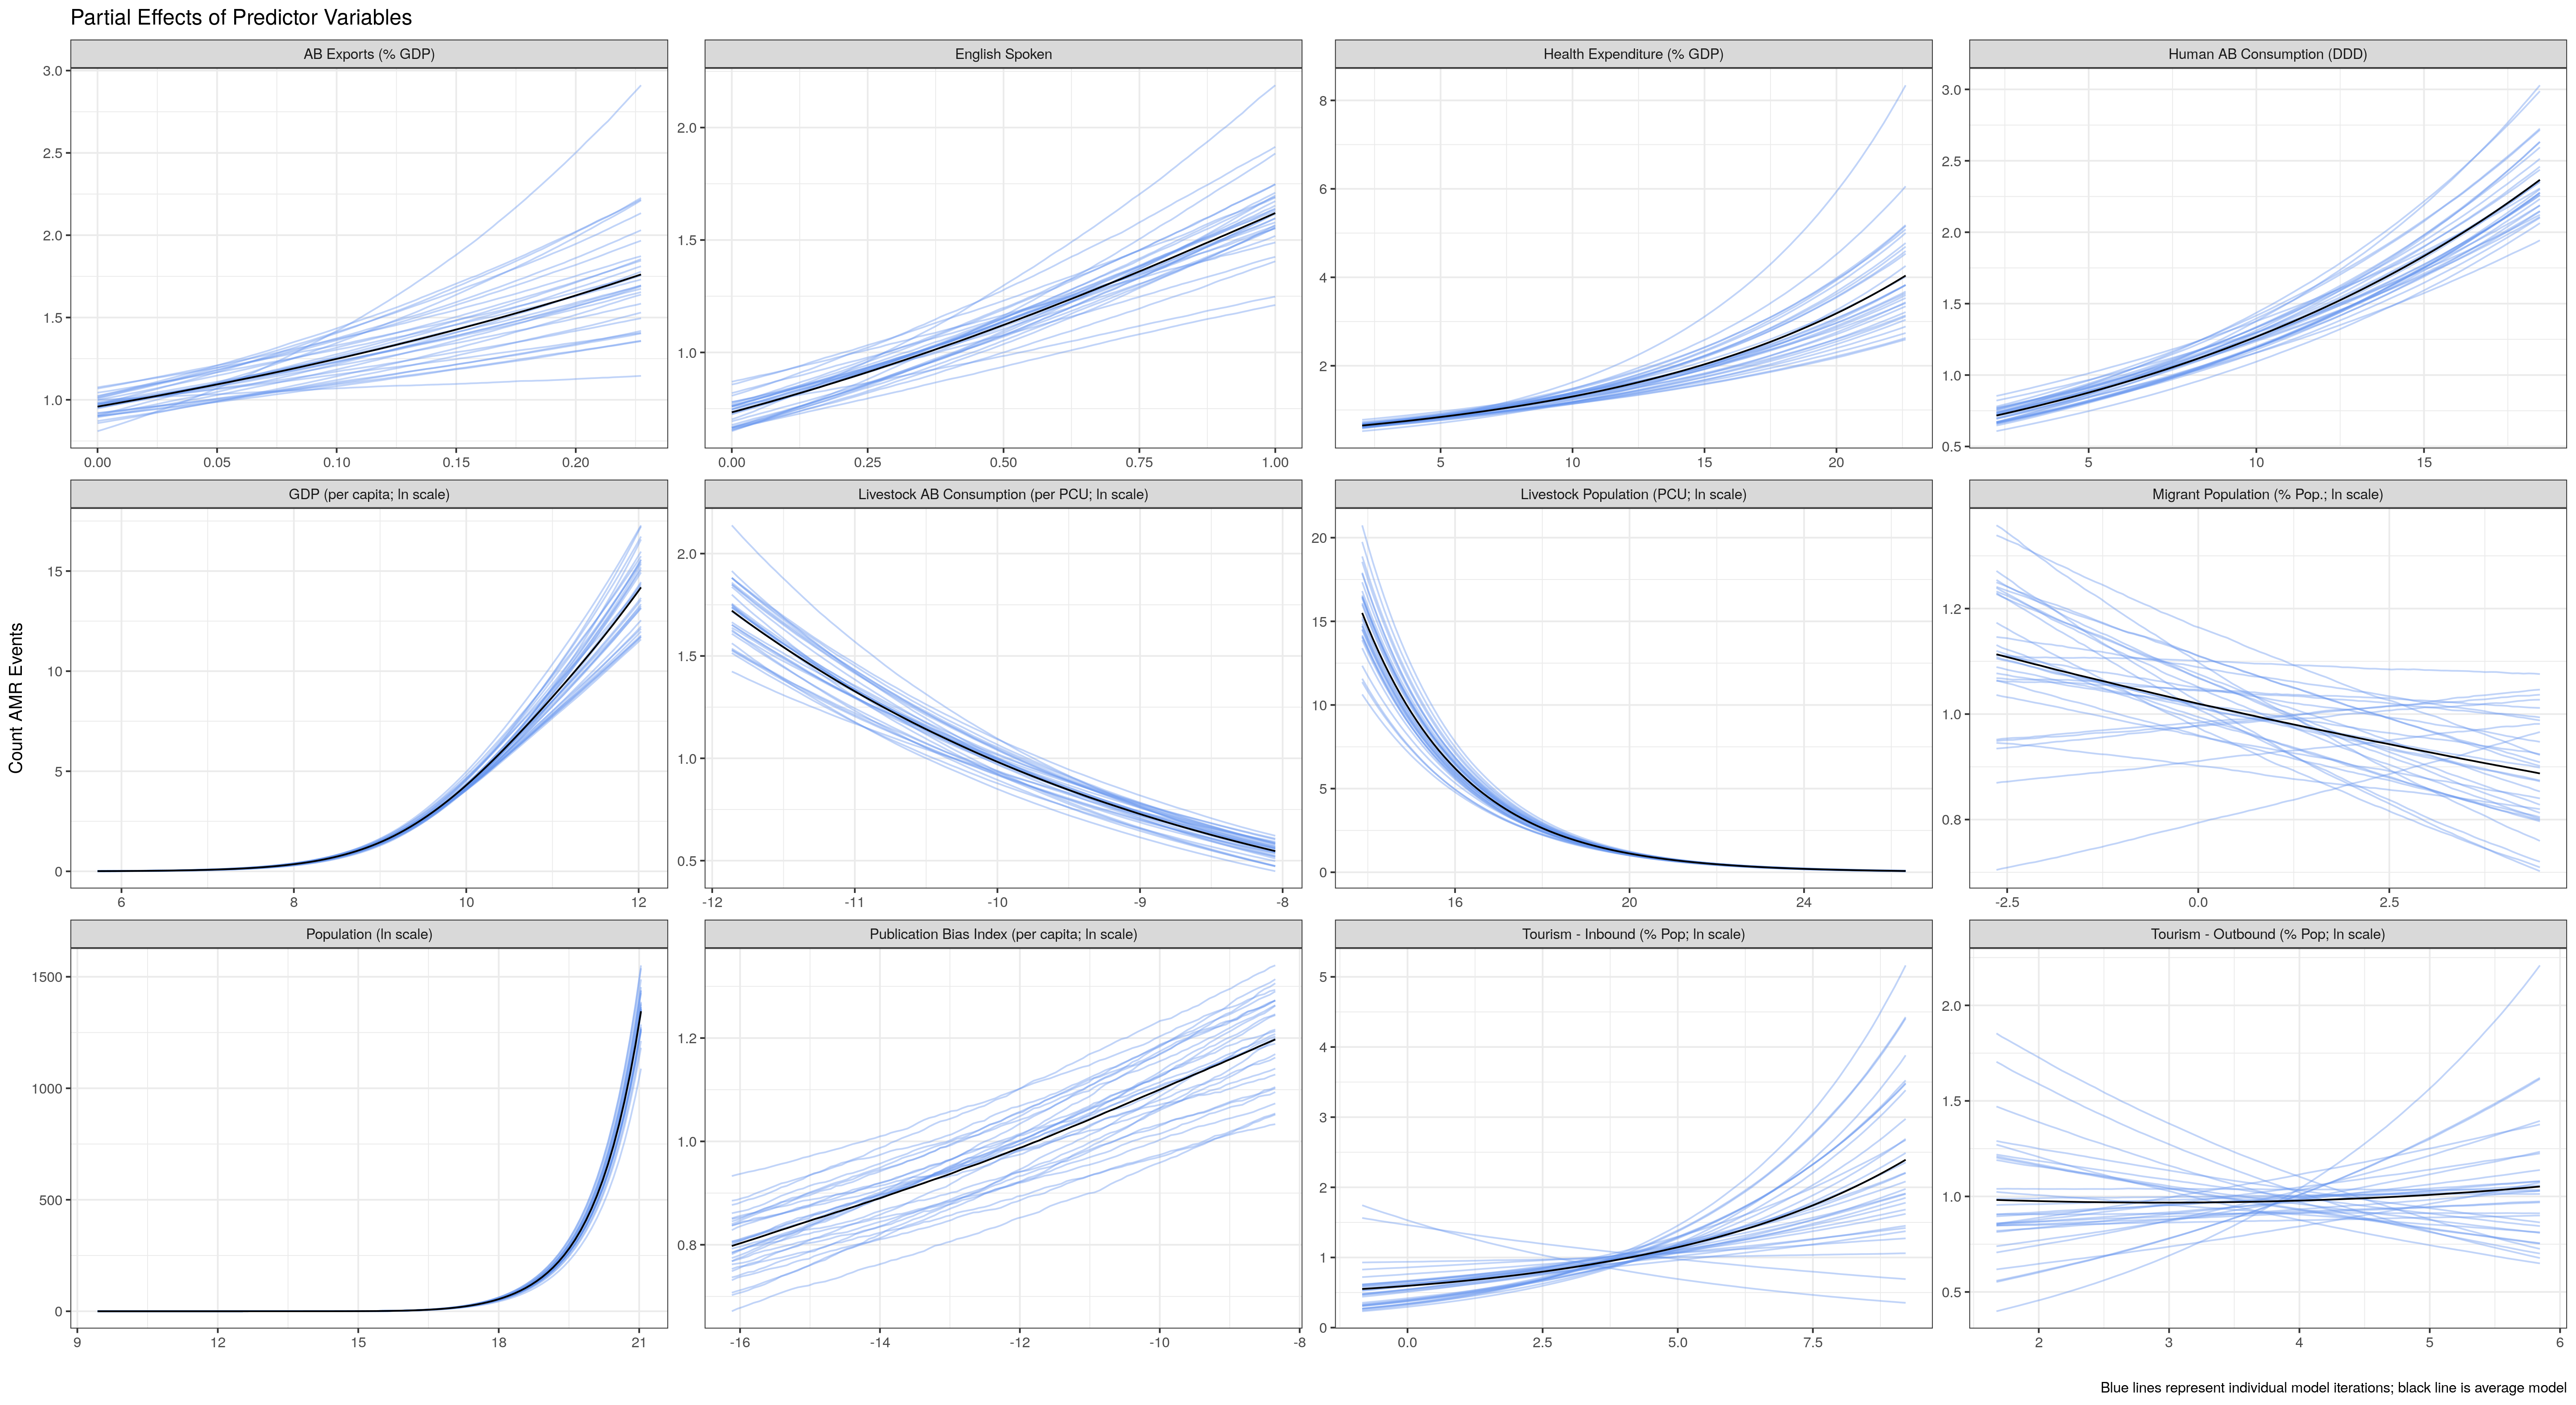 Partial Effects of Predictor Variables
AB Exports (% GDP)
English Spoken
Health Expenditure (% GDP)
Human AB Consumption (DDD)
3.0
2.5
2.0
1.5
1.0
0.00 0.05 0.10 0.15 0.20
2.0
1.5
1.0
0.00 0.25 0.50 0.75 1.00
8
6
4
2
5 10 15 20
3.0
2.5
2.0
1.5
1.0
0.5
5 10 15
GDP (per capita; ln scale)
Livestock AB Consumption (per PCU; ln scale)
Livestock Population (PCU; ln scale)
Migrant Population (% Pop.; ln scale)
Count AMR Events
15
10
5
0
6 8 10 12
2.0
1.5
1.0
0.5
-12 -11 -10 -9 -8
20
15
10
5
0
16 20 24
1.2
1.0
0.8
-2.5 0.0 2.5
Population (ln scale)
Publication Bias Index (per capita; ln scale)
Tourism - Inbound (% Pop; ln scale)
Tourism - Outbound (% Pop; ln scale)
1500
1000
500
0
9 12 15 18 21
1.2
1.0
0.8
-16 -14 -12 -10 -8
5
4
3
2
1
0
0.0 2.5 5.0 7.5
2.0
1.5
1.0
0.5
2 3 4 5 6
Blue lines represent individual model iterations; black line is average model